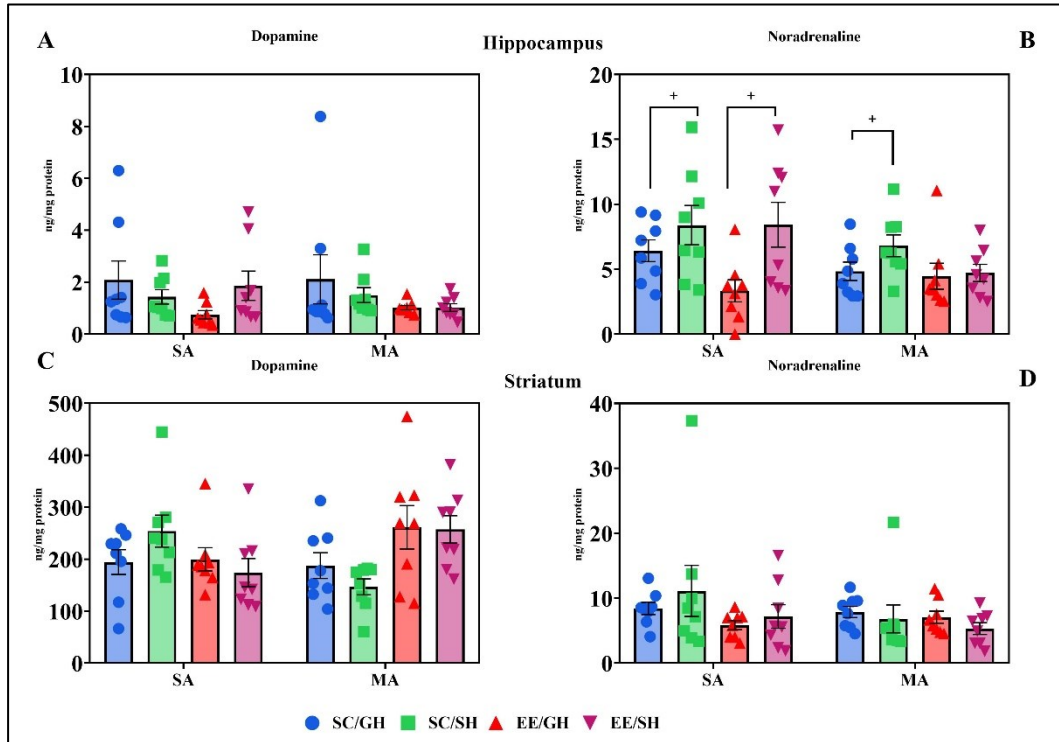 A Dopamine Hippocampus Noradrenaline B
10 20
8 15
6
ng/mg protein 10 ng/mg protein
4
2 5
0 0
+ + +
SA MA SA MA
C Dopamine Striatum Noradrenaline D
500 40
400 30
300
ng/mg protein 20 ng/mg protein
200
100 10
0 0
SA MA SA MA
SC/GH SC/SH EE/GH EE/SH